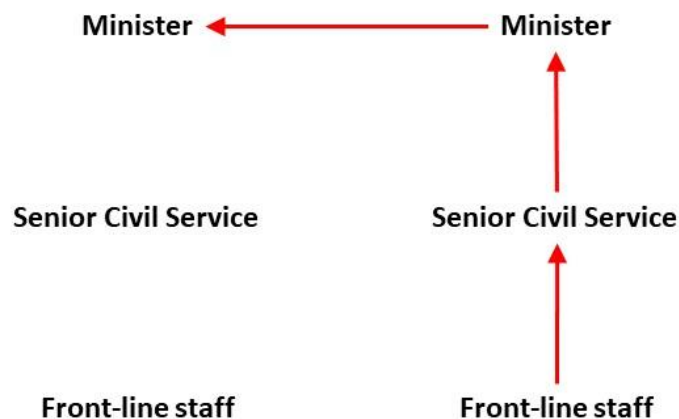 Minister Minister
Senior Civil Service Senior Civil Service
Front-line staff Front-line staff